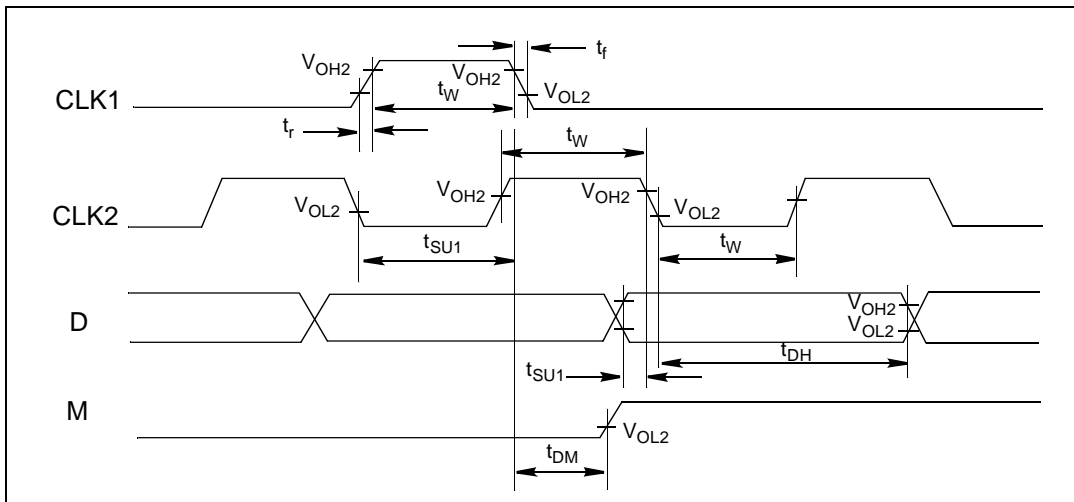 t_f
V_OH2 V_OH2
CLK1 t_W V_OL2
t_r
t_W
V_OH2 V_OH2
CLK2 V_OL2 V_OL2
t_SU1 t_W
D V_OH2
V_OL2
t_DH
t_SU1
M V_OL2
t_DM